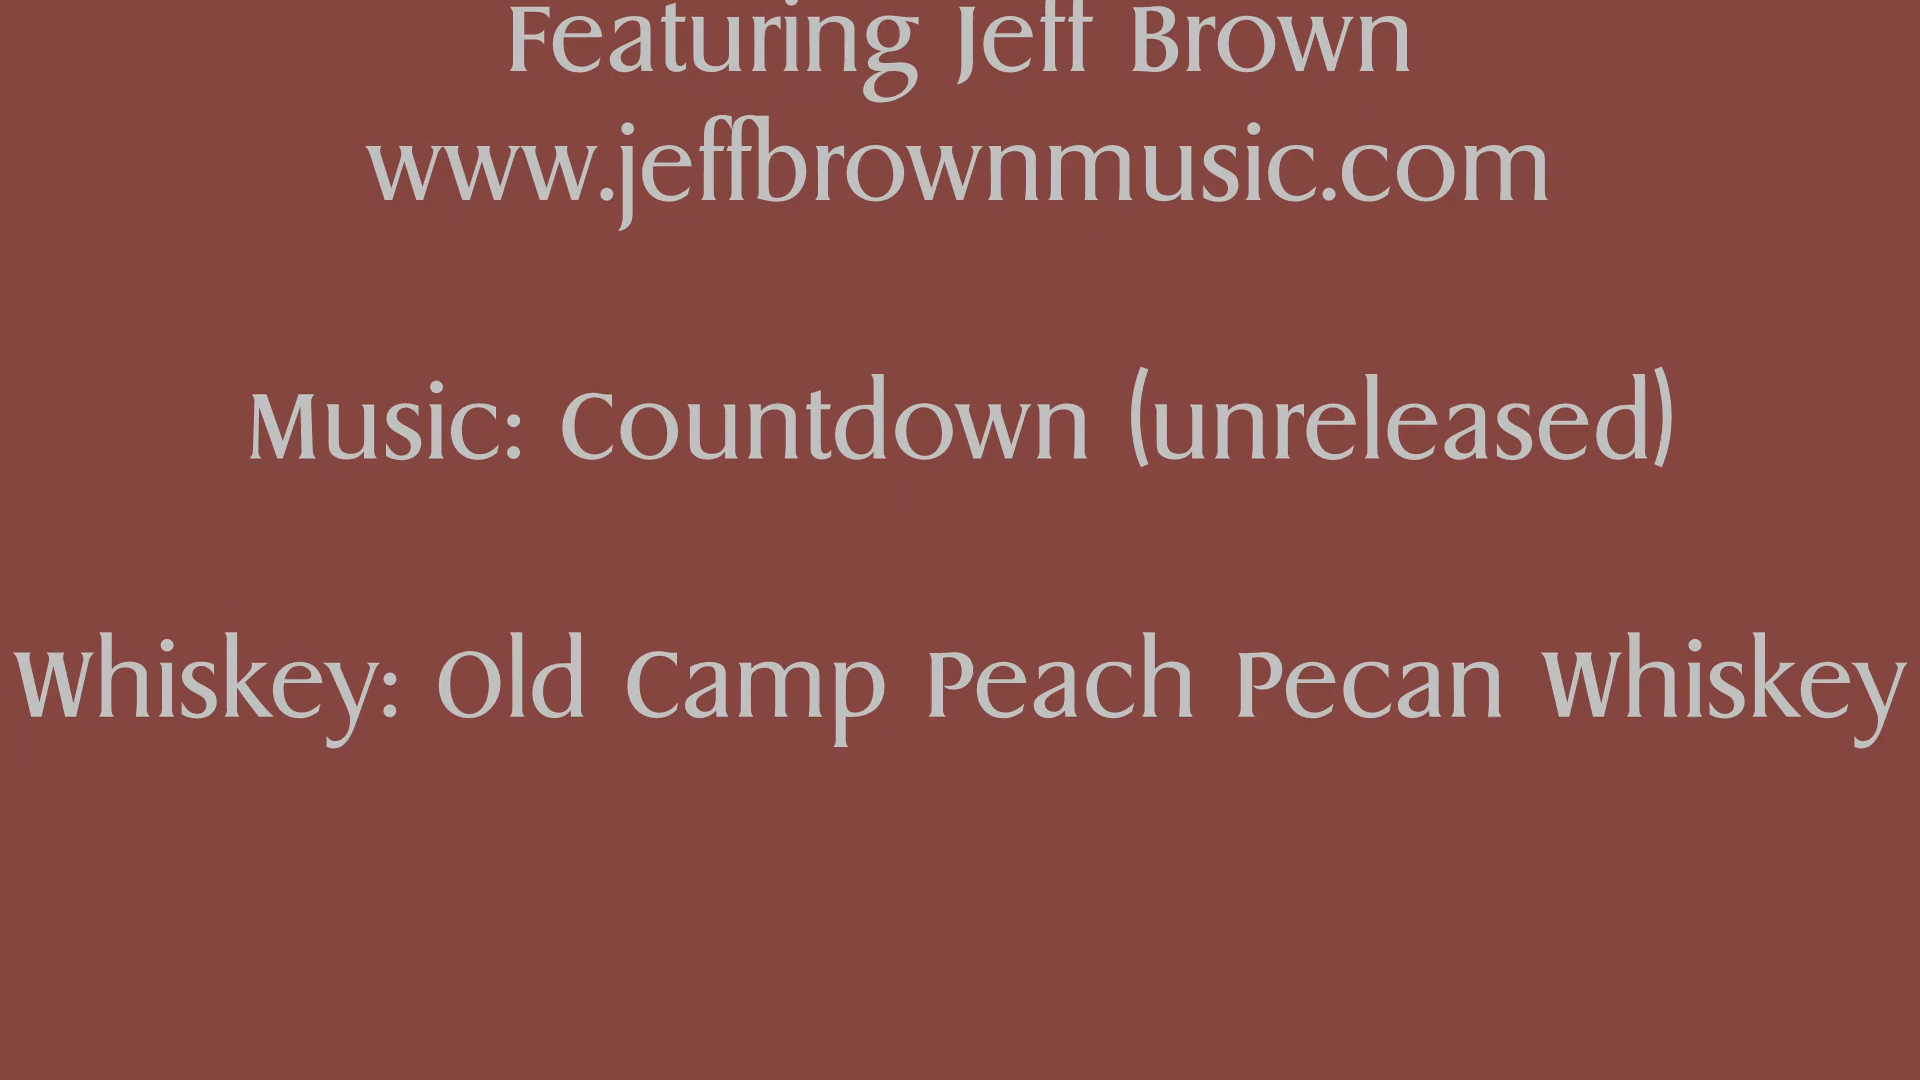 Featuring Jeff Brown
www.jeffbrownmusic.com
Music: Countdown (unreleased)
Whiskey: Old Camp Peach Pecan Whiskey